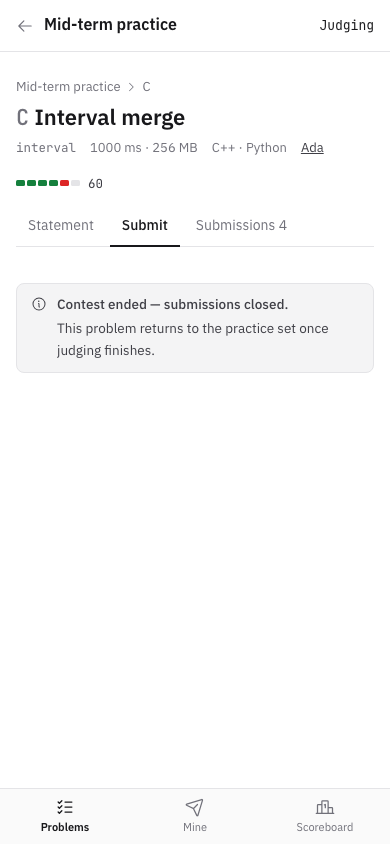 Mid-term practice
Judging
Mid-term practice > C
C Interval merge
interval 1000 ms · 256 MB C++ · Python Ada
60
Statement Submit Submissions 4
Contest ended — submissions closed.
This problem returns to the practice set once
judging finishes.
Problems Mine Scoreboard